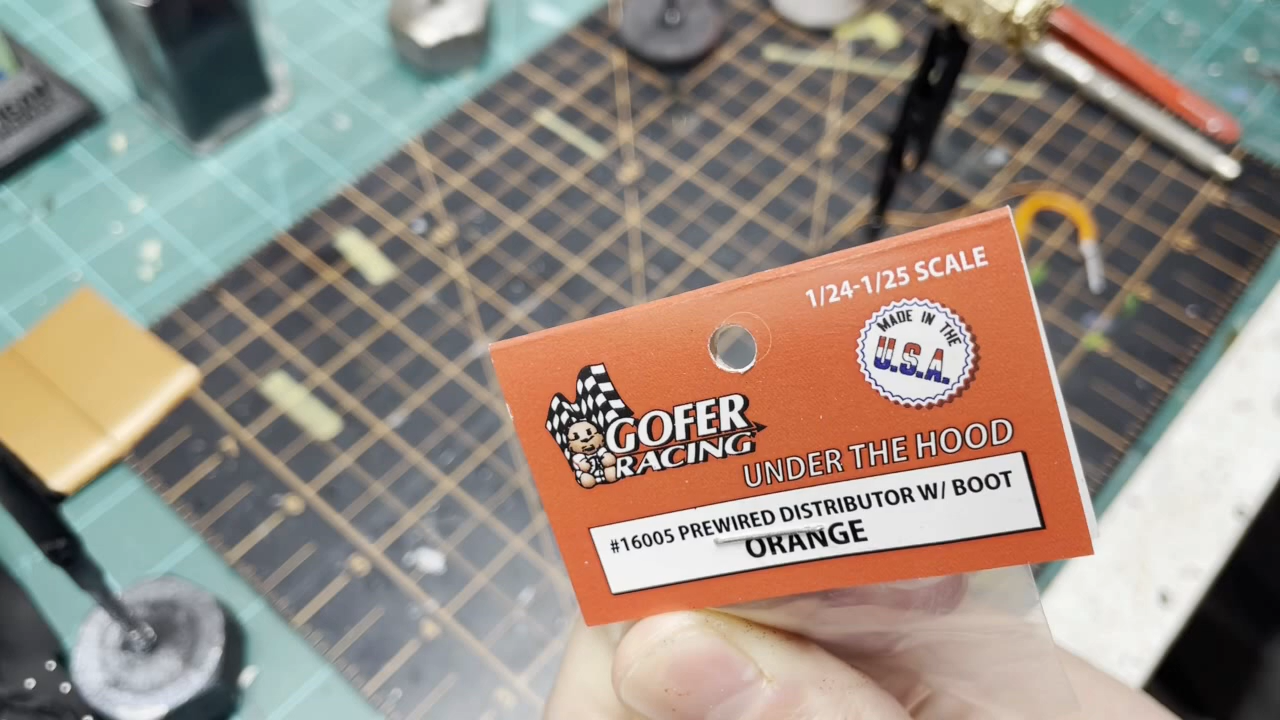 1/24-1/25 SCALE
MADE IN THE
U.S.A.
GOFER
RACING
UNDER THE HOOD
#16005 PREWIRED DISTRIBUTOR W/ BOOT
ORANGE